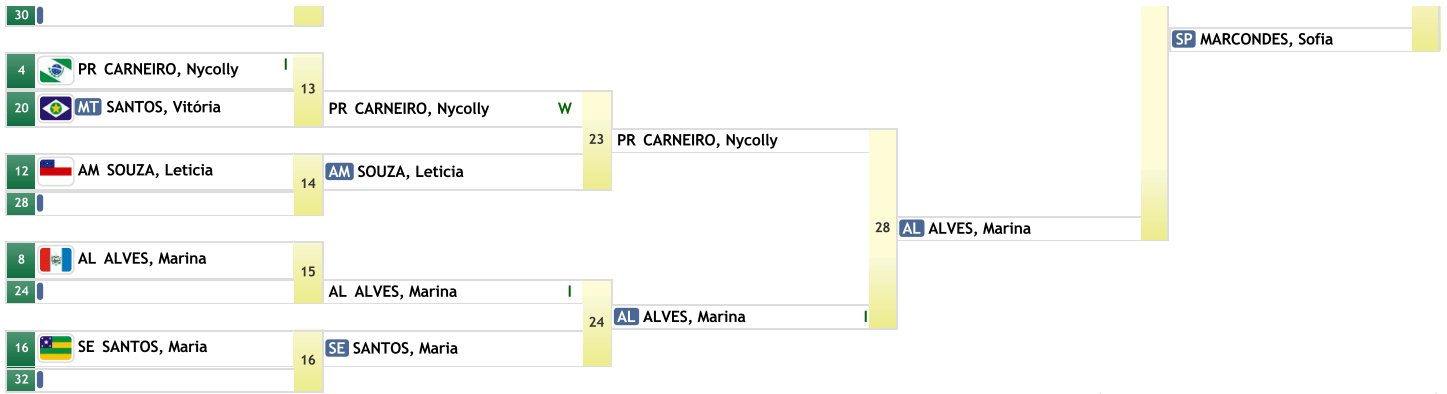 30
SP MARCONDES, Sofia
4 PR CARNEIRO, Nycolly I
13
20 MT SANTOS, Vitória
PR CARNEIRO, Nycolly W
23
PR CARNEIRO, Nycolly
12 AM SOUZA, Leticia
14
AM SOUZA, Leticia
28
28
AL ALVES, Marina
8 AL ALVES, Marina
15
24
AL ALVES, Marina I
24
AL ALVES, Marina I
16 SE SANTOS, Maria
16
SE SANTOS, Maria
32